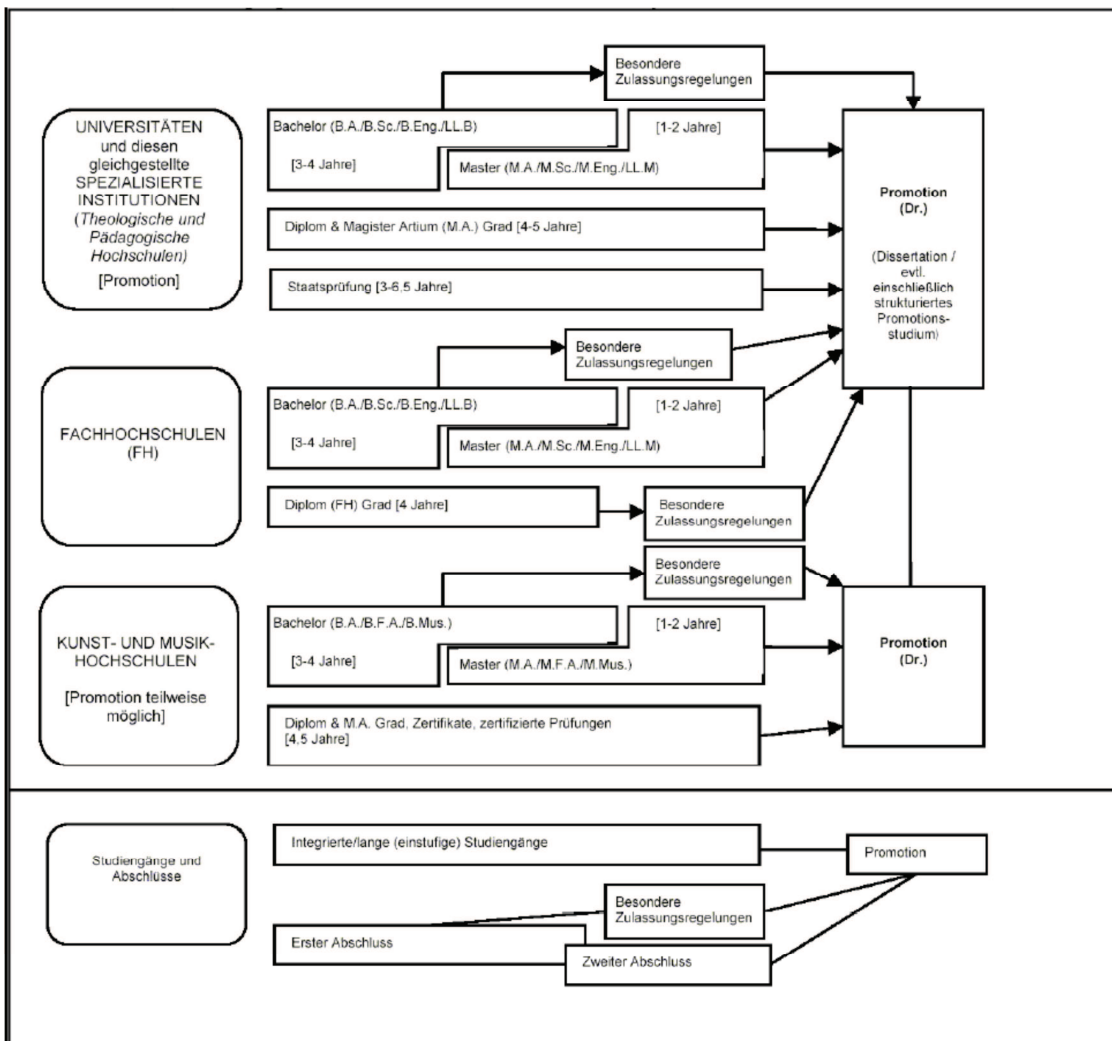 Besondere
Zulassungsregelungen
UNIVERSITÄTEN
und diesen
gleichgestellte
SPEZIALISIERTE
INSTITUTIONEN
(Theologische und
Pädagogische
Hochschulen)
[Promotion]
Bachelor (B.A./B.Sc./B.Eng./LL.B)
[3-4 Jahre]
[1-2 Jahre]
Master (M.A./M.Sc./M.Eng./LL.M)
Diplom & Magister Artium (M.A.) Grad [4-5 Jahre]
Staatsprüfung [3-6,5 Jahre]
Promotion
(Dr.)
(Dissertation /
evtl.
einschließlich
strukturiertes
Promotions-
studium)
Besondere
Zulassungsregelungen
FACHHOCHSCHULEN
(FH)
Bachelor (B.A./B.Sc./B.Eng./LL.B)
[3-4 Jahre]
[1-2 Jahre]
Master (M.A./M.Sc./M.Eng./LL.M)
Diplom (FH) Grad [4 Jahre]
Besondere
Zulassungsregelungen
Besondere
Zulassungsregelungen
KUNST- UND MUSIK-
HOCHSCHULEN
[Promotion teilweise
möglich]
Bachelor (B.A./B.F.A./B.Mus.)
[3-4 Jahre]
[1-2 Jahre]
Master (M.A./M.F.A./M.Mus.)
Diplom & M.A. Grad, Zertifikate, zertifizierte Prüfungen
[4,5 Jahre]
Promotion
(Dr.)
Studiengänge und
Abschlüsse
Integrierte/lange (einstufige) Studiengänge
Promotion
Besondere
Zulassungsregelungen
Erster Abschluss
Zweiter Abschluss